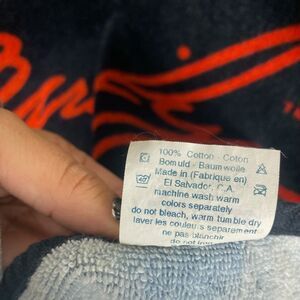 100% Cotton - Coton
Bomuld - Baumwolle
Made in (Fabrique en)
El Salvador, C.A.
machine wash warm
colors separately
do not bleach, warm tumble dry
laver les couleurs separement
ne pas blanchir